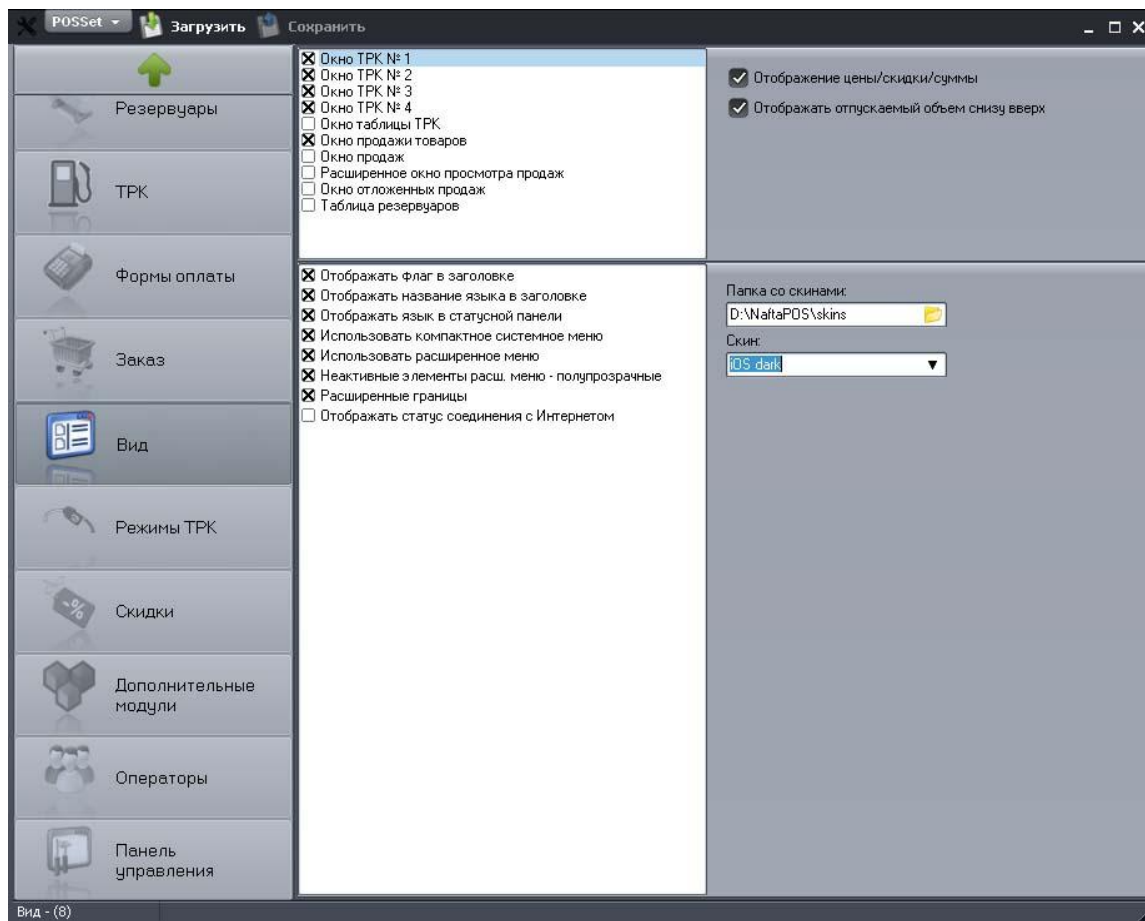 POSSet
Загрузить
Сохранить
Резервуары
ТРК
Формы оплаты
Заказ
Вид
Режимы ТРК
-%
Скидки
Дополнительные
модули
Операторы
Панель
управления
Окно ТРК № 1
Окно ТРК № 2
Окно ТРК № 3
Окно ТРК № 4
Окно таблицы ТРК
Окно продажи товаров
Окно продаж
Расширенное окно просмотра продаж
Окно отложенных продаж
Таблица резервуаров
Отображение цены/скидки/суммы
Отображать отпускаемый объем снизу вверх
Отображать флаг в заголовке
Отображать название языка в заголовке
Отображать язык в статусной панели
Использовать компактное системное меню
Использовать расширенное меню
Неактивные элементы расш. меню - полупрозрачные
Расширенные границы
Отображать статус соединения с Интернетом
Папка со скинами:
D:\NaftaPOS\skins
Скин:
iOS dark
Вид - (8)